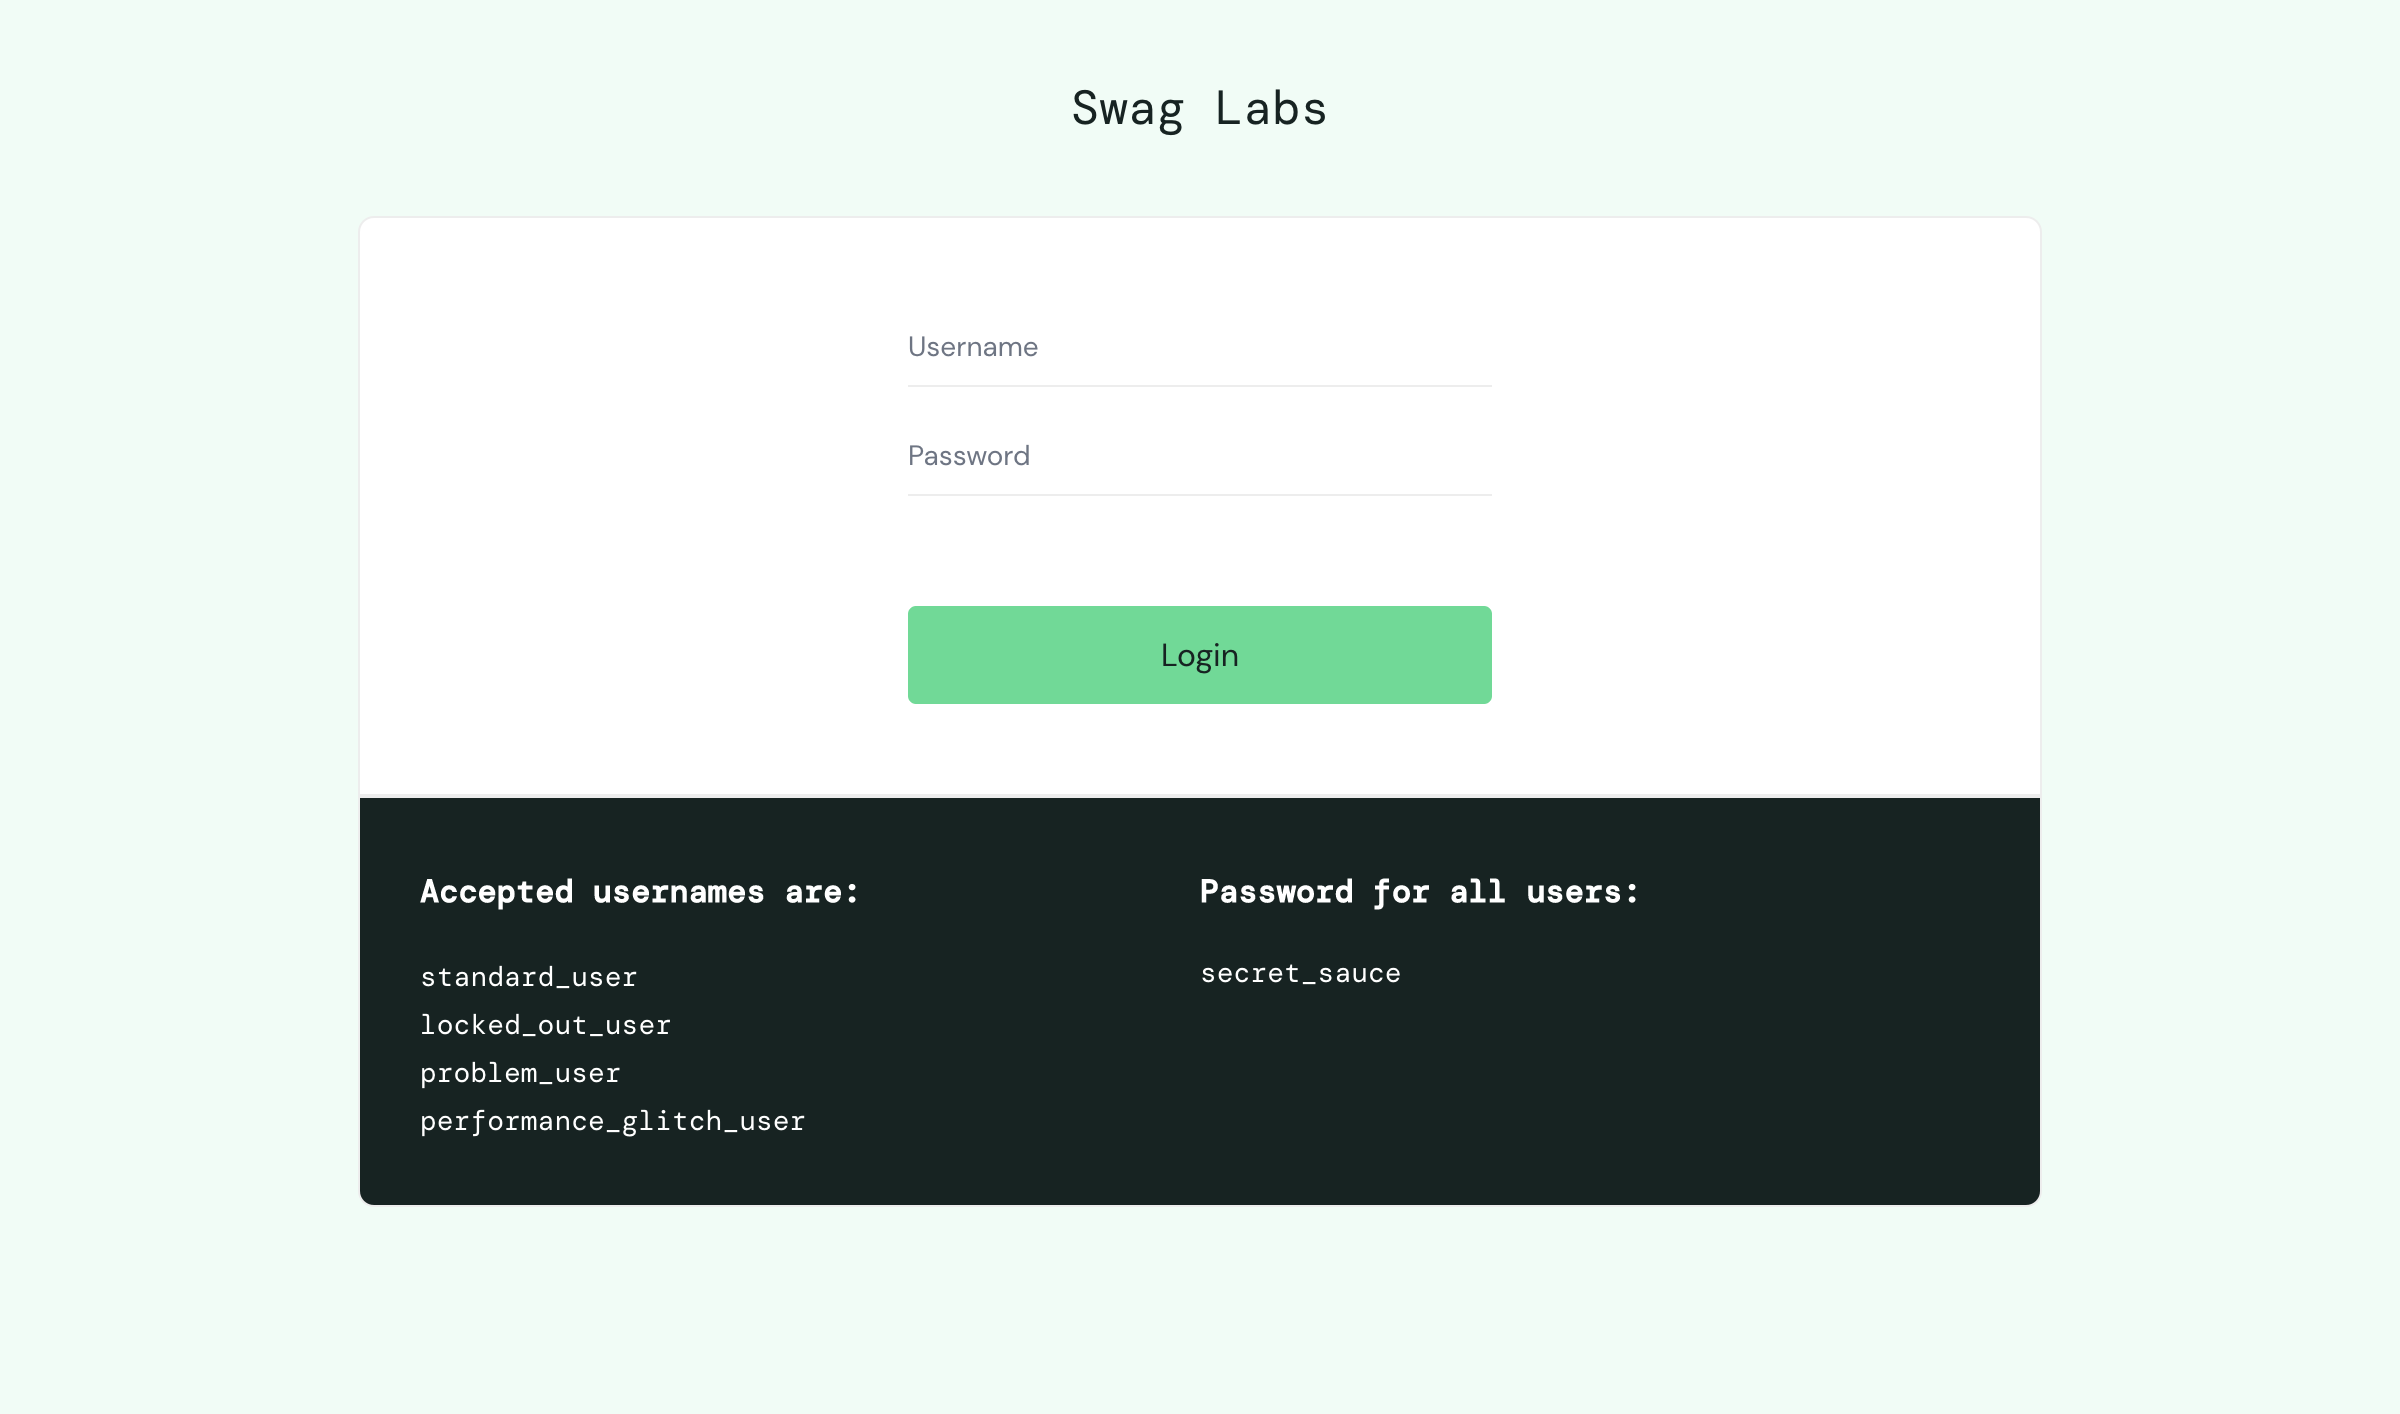 Swag Labs
Username
Password
Login
Accepted usernames are:
standard_user
locked_out_user
problem_user
performance_glitch_user
Password for all users:
secret_sauce